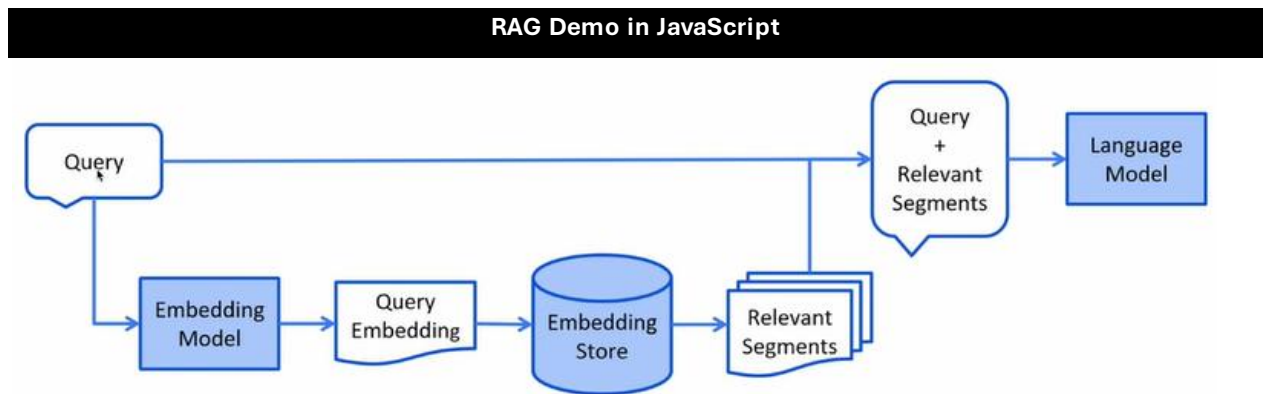 RAG Demo in JavaScript
Query
Query
+
Relevant
Segments
Language
Model
Embedding
Model
Query
Embedding
Embedding
Store
Relevant
Segments